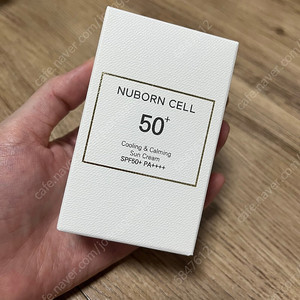 NUBORN CELL
50+
Cooling & Calming
Sun Cream
SPF50+ PA++++